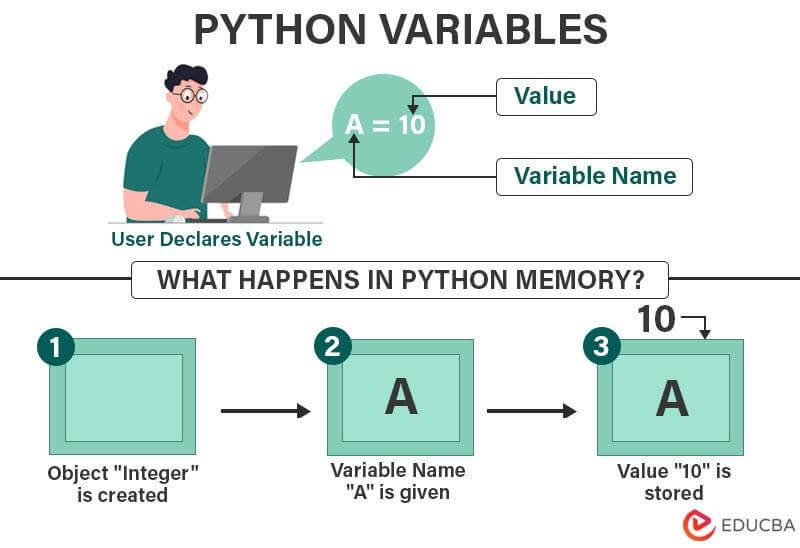 PYTHON VARIABLES
A = 10
Value
Variable Name
User Declares Variable
WHAT HAPPENS IN PYTHON MEMORY?
1
Object "Integer"
is created
2
A
Variable Name
"A" is given
10
3
A
Value "10" is
stored
EDUCBA